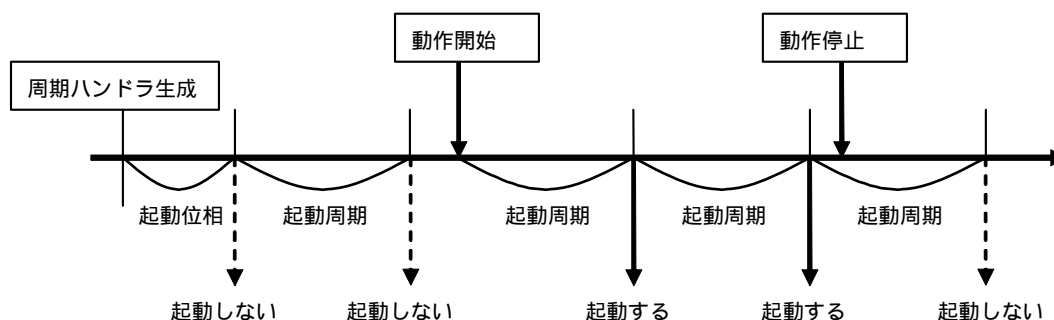 動作開始
動作停止
周期ハンドラ生成
起動位相
起動周期
起動周期
起動周期
起動周期
起動しない
起動しない
起動する
起動する
起動しない